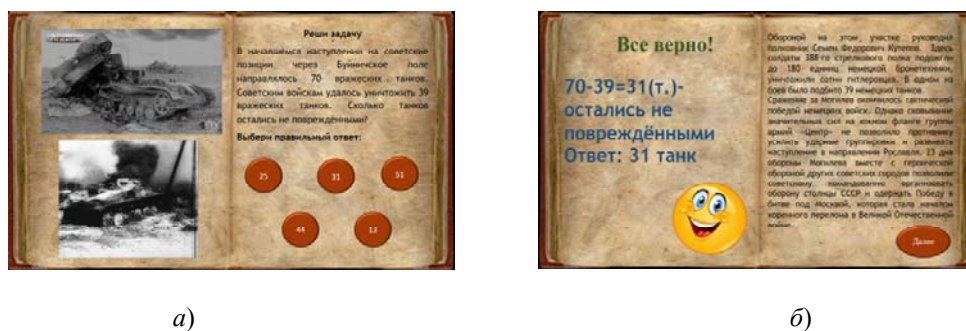 Реши задачу
В начавшемся наступлении на советские
позиции через Буйничское поле
направлялось 70 вражеских танков.
Советским войскам удалось уничтожить 39
вражеских танков. Сколько танков
остались не повреждёнными?
Выбери правильный ответ:
25
31
51
44
13
а)
Все верно!
70-39=31(т.)-
остались не
повреждёнными
Ответ: 31 танк
Обороной на этом участке руководил
полковник Семен Федорович Кутепов. Здесь
солдаты 388-го стрелкового полка подожгли
до 180 единиц немецкой бронетехники,
уничтожили сотни гитлеровцев. В одном из
боев было подбито 39 немецких танков.
Сражение за Могилев окончилось тактической
победой немецких войск. Однако сковывание
значительных сил на южном фланге группы
армий «Центр» не позволило противнику
усилить ударные группировки и развивать
наступление в направлении Рославля. 23 дня
обороны Могилева вместе с героической
обороной других советских городов позволили
советскому командованию организовать
оборону столицы СССР и одержать Победу в
битве под Москвой, которая стала началом
коренного перелома в Великой Отечественной
войне.
Далее
б)